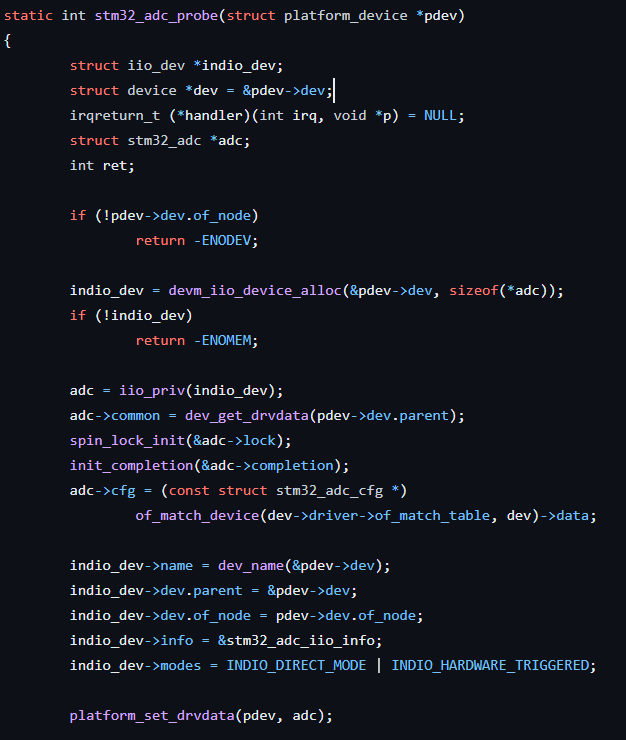 static int stm32_adc_probe(struct platform_device *pdev)
{
        struct iio_dev *indio_dev;
        struct device *dev = &pdev->dev;
        irqreturn_t (*handler)(int irq, void *p) = NULL;
        struct stm32_adc *adc;
        int ret;

        if (!pdev->dev.of_node)
                return -ENODEV;

        indio_dev = devm_iio_device_alloc(&pdev->dev, sizeof(*adc));
        if (!indio_dev)
                return -ENOMEM;

        adc = iio_priv(indio_dev);
        adc->common = dev_get_drvdata(pdev->dev.parent);
        spin_lock_init(&adc->lock);
        init_completion(&adc->completion);
        adc->cfg = (const struct stm32_adc_cfg *)
                of_match_device(dev->driver->of_match_table, dev)->data;

        indio_dev->name = dev_name(&pdev->dev);
        indio_dev->dev.parent = &pdev->dev;
        indio_dev->dev.of_node = pdev->dev.of_node;
        indio_dev->info = &stm32_adc_iio_info;
        indio_dev->modes = INDIO_DIRECT_MODE | INDIO_HARDWARE_TRIGGERED;

        platform_set_drvdata(pdev, adc);